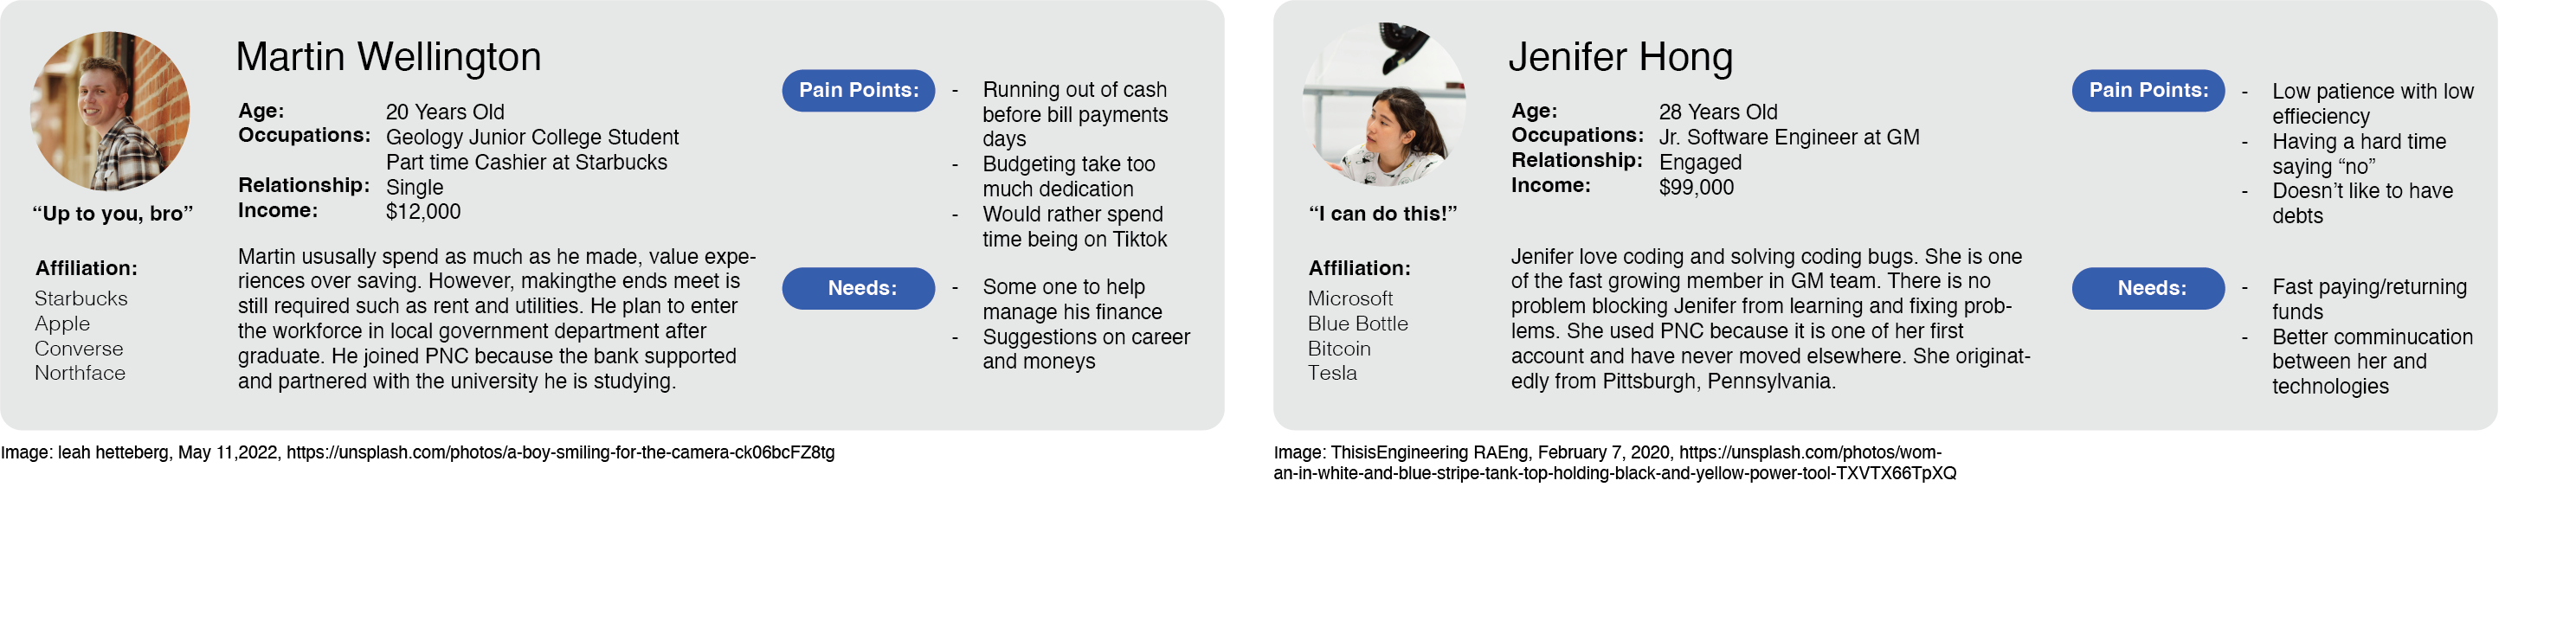 Martin Wellington
Age: 20 Years Old
Occupations: Geology Junior College Student
Part time Cashier at Starbucks
Relationship: Single
Income: $12,000
“Up to you, bro”
Affiliation:
Starbucks
Apple
Converse
Northface
Martin ususally spend as much as he made, value expe-
riences over saving. However, makingthe ends meet is
still required such as rent and utilities. He plan to enter
the workforce in local government department after
graduate. He joined PNC because the bank supported
and partnered with the university he is studying.
Pain Points:
- Running out of cash
before bill payments
days
- Budgeting take too
much dedication
- Would rather spend
time being on Tiktok
Needs:
- Some one to help
manage his finance
- Suggestions on career
and moneys
Image: leah hetteberg, May 11,2022, https://unsplash.com/photos/a-boy-smiling-for-the-camera-ck06bcFZ8tg
Jenifer Hong
Age: 28 Years Old
Occupations: Jr. Software Engineer at GM
Relationship: Engaged
Income: $99,000
“I can do this!”
Affiliation:
Microsoft
Blue Bottle
Bitcoin
Tesla
Jenifer love coding and solving coding bugs. She is one
of the fast growing member in GM team. There is no
problem blocking Jenifer from learning and fixing prob-
lems. She used PNC because it is one of her first
account and have never moved elsewhere. She originat-
edly from Pittsburgh, Pennsylvania.
Pain Points:
- Low patience with low
effieciency
- Having a hard time
saying “no”
- Doesn’t like to have
debts
Needs:
- Fast paying/returning
funds
- Better comminucation
between her and
technologies
Image: ThisisEngineering RAEng, February 7, 2020, https://unsplash.com/photos/wom-
an-in-white-and-blue-stripe-tank-top-holding-black-and-yellow-power-tool-TXVTX66TpXQ